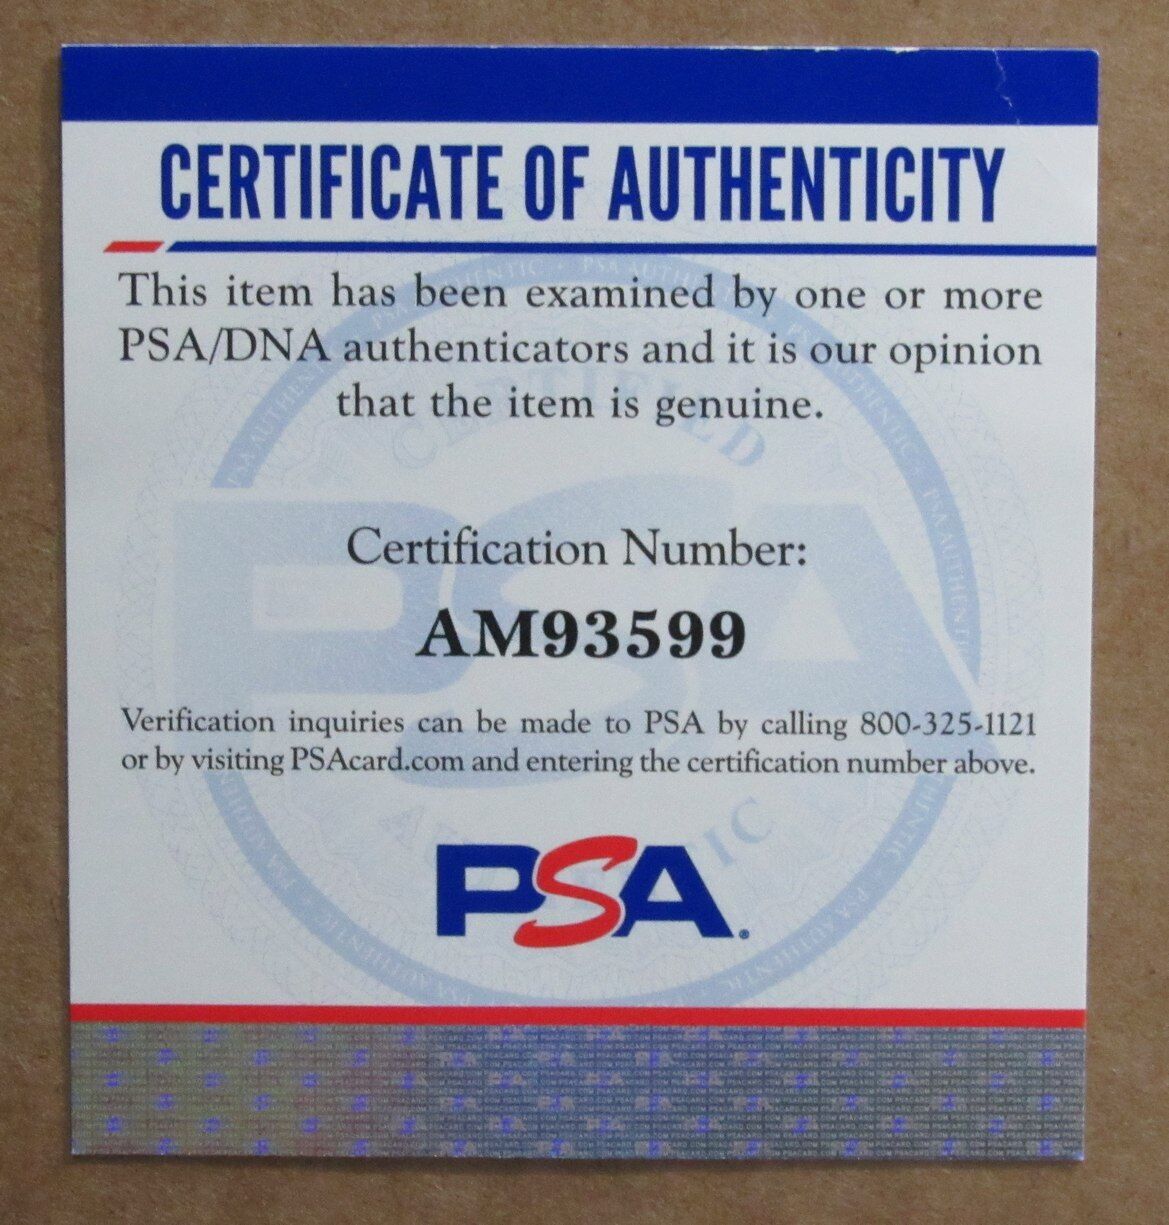 CERTIFICATE OF AUTHENTICITY
This item has been examined by one or more
PSA/DNA authenticators and it is our opinion
that the item is genuine.
CERTIFIED
PSA
Certification Number:
AM93599
Verification inquiries can be made to PSA by calling 800-325-1121
or by visiting PSAcard.com and entering the certification number above.
PSA